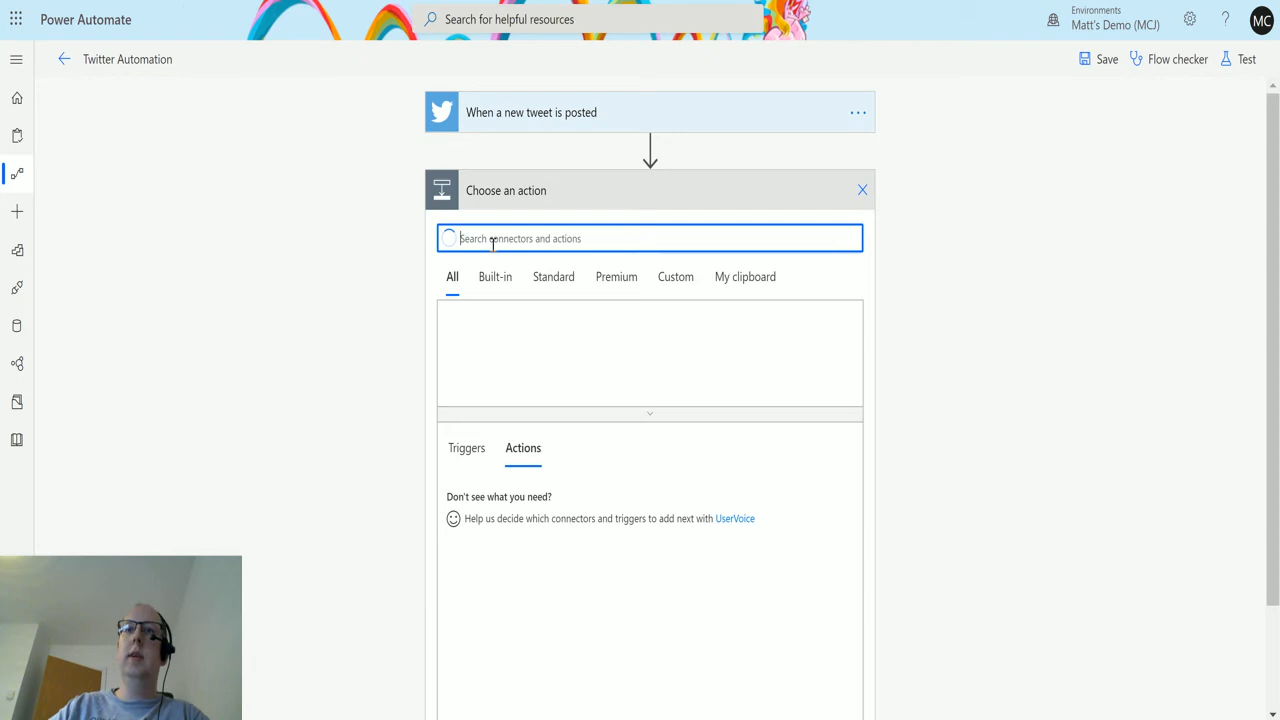 Power Automate
Search for helpful resources
Environments
Matt's Demo (MCJ)
MC
Twitter Automation
Save
Flow checker
Test
When a new tweet is posted
Choose an action
Search connectors and actions
All
Built-in
Standard
Premium
Custom
My clipboard
Triggers
Actions
Don't see what you need?
Help us decide which connectors and triggers to add next with UserVoice